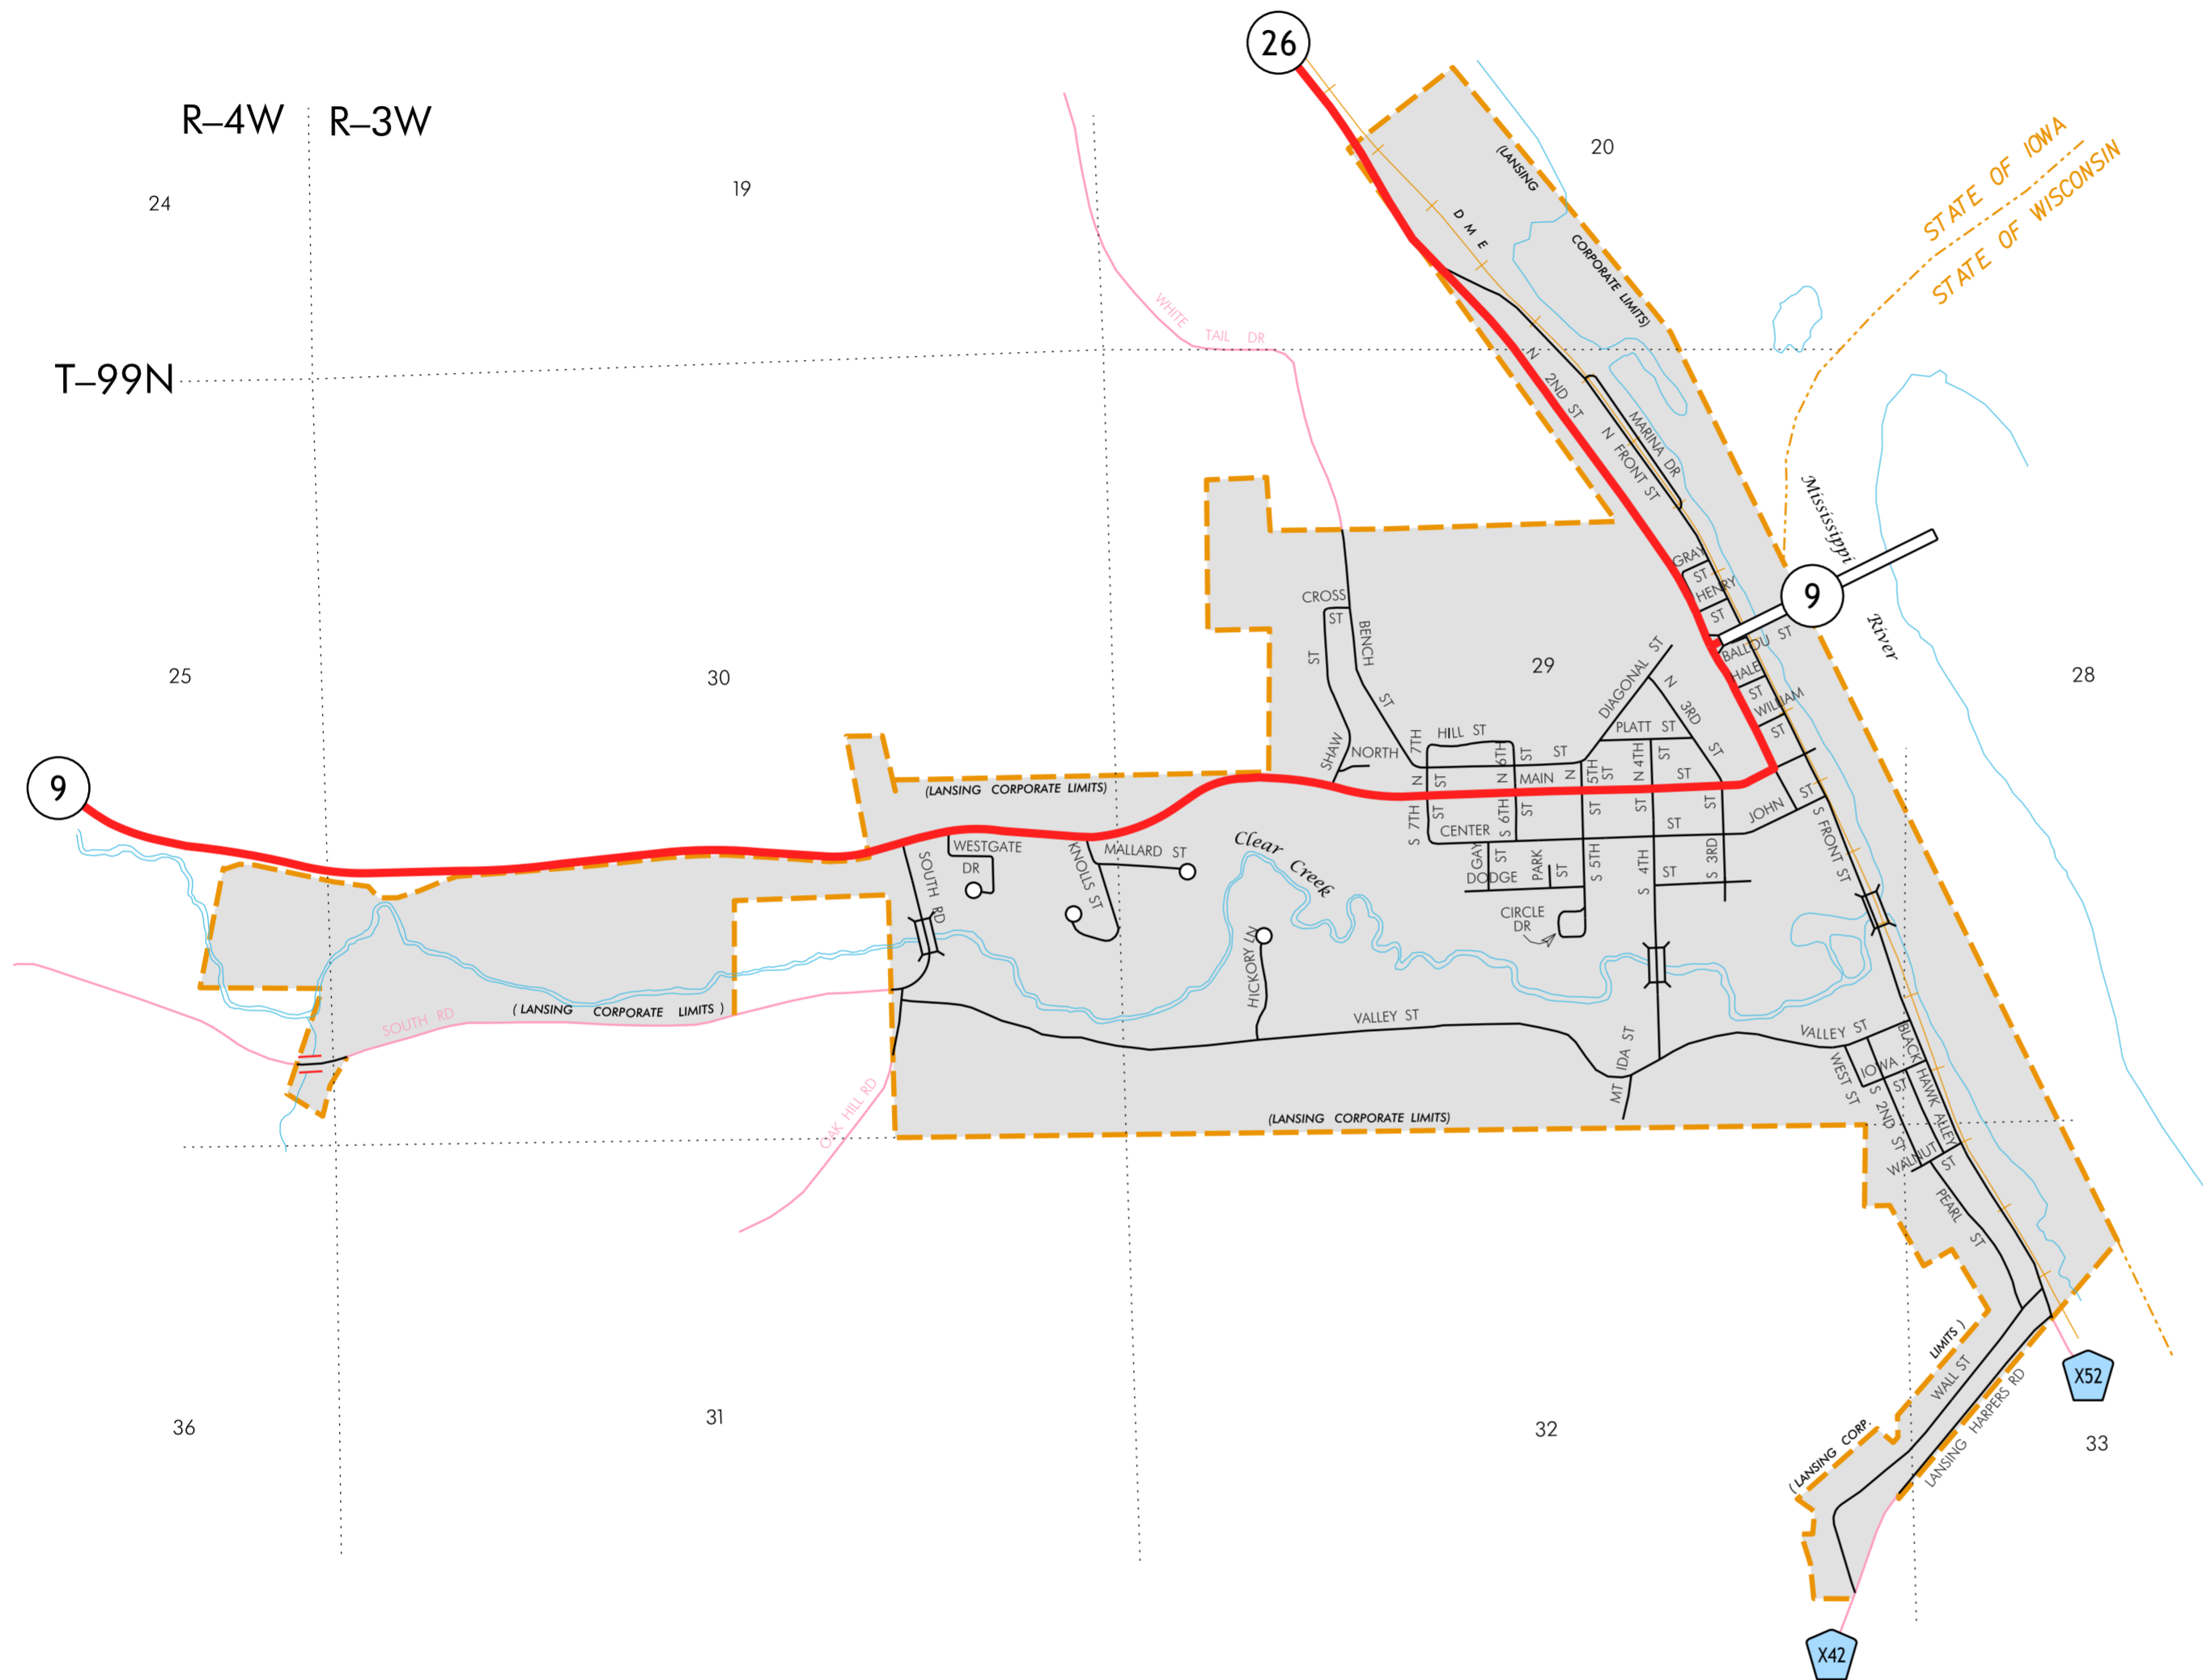 26
R–4W R–3W
24
19
20
(LANSING
CORPORATE LIMITS)
STATE OF IOWA
STATE OF WISCONSIN
D M E
WHITE TAIL DR
T–99N
N 2ND ST
MARINA DR
N FRONT ST
Mississippi
River
GRAY ST
HENRY ST
9
BALLOU ST
HALE ST
WILLIAM ST
CROSS ST
BENCH ST
SHAW ST
NORTH
25
30
29
28
DIAGONAL ST
N 3RD ST
PLATT ST
HILL ST
N 7TH ST
N 6TH ST
N 5TH ST
N 4TH ST
ST
MAIN ST
9
(LANSING CORPORATE LIMITS)
JOHN ST
S FRONT ST
S 7TH ST
S 6TH ST
S 5TH ST
S 4TH ST
S 3RD ST
CENTER ST
GAY ST
DODGE ST
PARK ST
CIRCLE DR
WESTGATE DR
SOUTH RD
KNOLLS ST
MALLARD ST
Clear Creek
HICKORY LN
SOUTH RD
( LANSING CORPORATE LIMITS )
VALLEY ST
VALLEY ST
MT IDA ST
OAK HILL RD
WEST ST
IOWA ST
S 2ND ST
BLACK HAWK ALLEY
WALNUT ST
PEARL ST
(LANSING CORPORATE LIMITS)
WALL ST
LANSING HARPERS RD
( LANSING CORP. LIMITS )
X52
36
31
32
33
X42